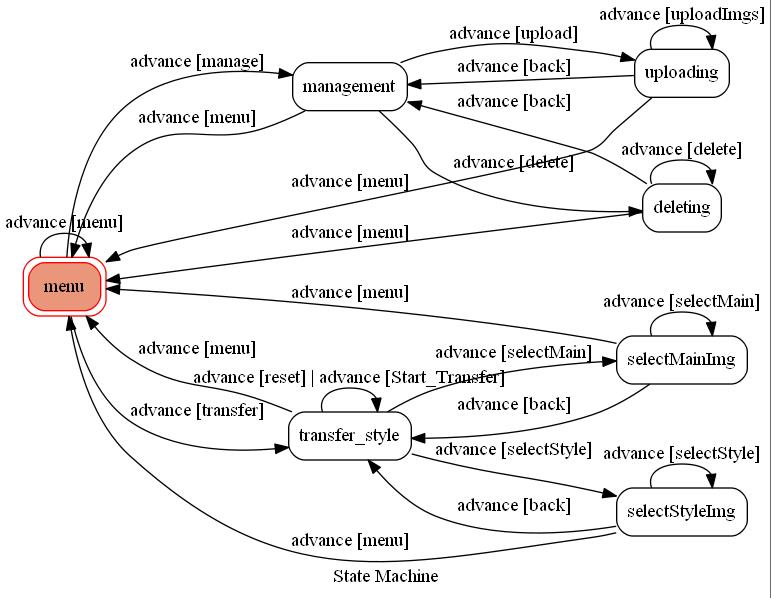 advance [uploadImgs]
advance [upload]
advance [manage]
advance [back]
uploading
management
advance [back]
advance [menu]
advance [delete]
advance [delete]
advance [menu]
deleting
advance [menu]
advance [menu]
menu
advance [menu]
advance [selectMain]
advance [menu]
advance [selectMain]
selectMainImg
advance [reset] | advance [Start_Transfer]
advance [transfer]
advance [back]
transfer_style
advance [selectStyle]
advance [selectStyle]
advance [back]
selectStyleImg
advance [menu]
State Machine